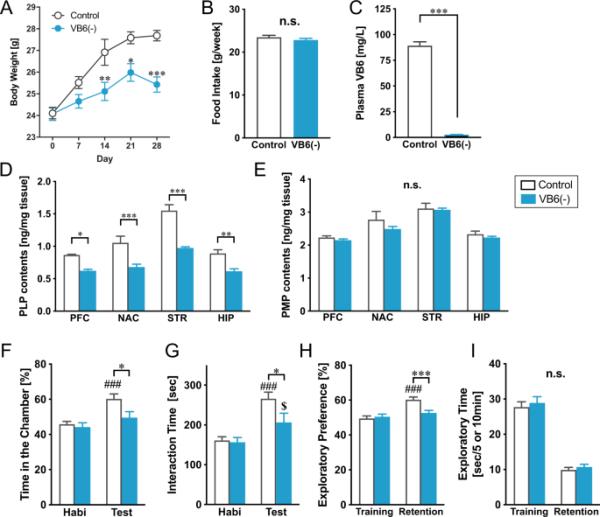 A
Control
VB6(-)
Body Weight [g]
28
27
26
25
24
23
** * ***
0 7 14 21 28
Day
B
n.s.
Food Intake [g/week]
40
30
20
10
0
Control VB6(-)
C
***
Plasma VB6 [mg/L]
125
100
75
50
25
0
Control VB6(-)
D
PLP contents [ng/mg tissue]
2.0
1.5
1.0
0.5
0
* *** *** **
PFC NAC STR HIP
E
n.s.
PMP contents [ng/mg tissue]
5
4
3
2
1
0
PFC NAC STR HIP
Control
VB6(-)
F
Time in the Chamber [%]
80
60
40
20
0
*
###
Habi Test
G
Interaction Time [sec]
400
300
200
100
0
*
###
$
Habi Test
H
Exploratory Preference [%]
80
60
40
20
0
***
###
Training Retention
I
n.s.
Exploratory Time
[sec/5 or 10min]
40
30
20
10
0
Training Retention